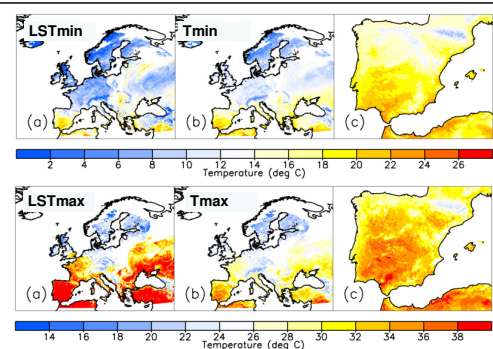 LSTmin
Tmin
(a)
(b)
(c)
2 4 6 8 10 12 14 16 18 20 22 24 26
Temperature (deg C)
LSTmax
Tmax
(a)
(b)
(c)
14 16 18 20 22 24 26 28 30 32 34 36 38
Temperature (deg C)